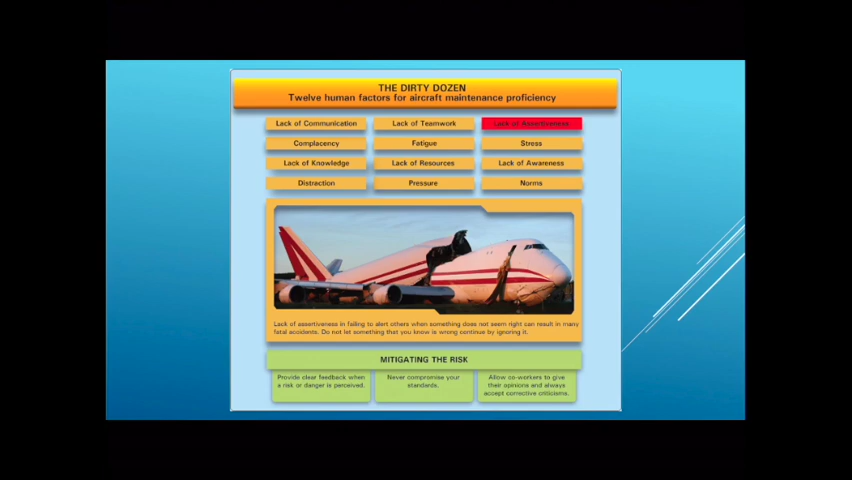 THE DIRTY DOZEN
Twelve human factors for aircraft maintenance proficiency
Lack of Communication
Lack of Teamwork
Lack of Assertiveness
Complacency
Fatigue
Stress
Lack of Knowledge
Lack of Resources
Lack of Awareness
Distraction
Pressure
Norms
Lack of assertiveness in failing to alert others when something does not seem right can result in many
fatal accidents. Do not let something that you know is wrong continue by ignoring it.
MITIGATING THE RISK
Provide clear feedback when
a risk or danger is perceived.
Never compromise your
standards.
Allow co-workers to give
their opinions and always
accept corrective criticisms.